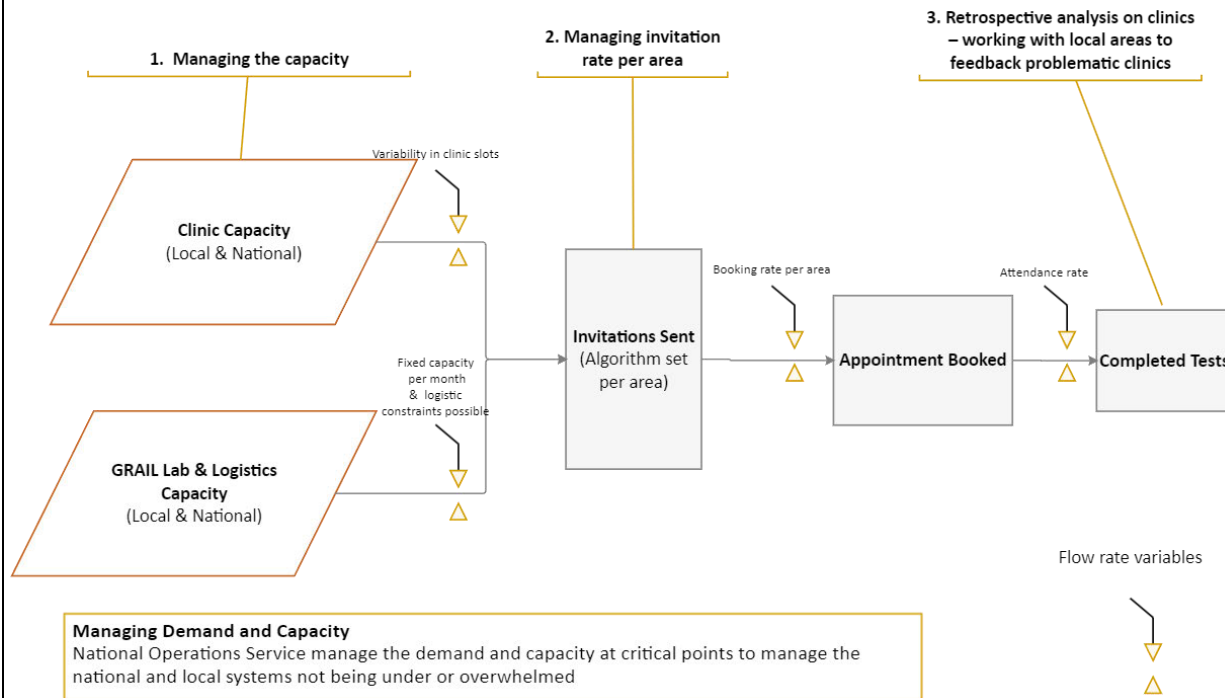 1. Managing the capacity
2. Managing invitation
rate per area
3. Retrospective analysis on clinics
– working with local areas to
feedback problematic clinics
Variability in clinic slots
Clinic Capacity
(Local & National)
Fixed capacity
per month
& logistic
constraints possible
GRAIL Lab & Logistics
Capacity
(Local & National)
Invitations Sent
(Algorithm set
per area)
Booking rate per area
Appointment Booked
Attendance rate
Completed Tests
Flow rate variables
Managing Demand and Capacity
National Operations Service manage the demand and capacity at critical points to manage the
national and local systems not being under or overwhelmed